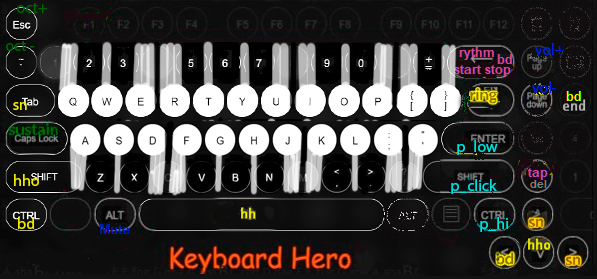 oct+
Esc F1 F2 F3 F4 F5 F6 F7 F8 F9 F10 F11 F12
oct-
2 3 5 6 7 9 0 + = rythm bd start stop vol+ Page up
Tab sn Q W E R T Y U I O P { [ } ] ring vol- Page down bd end
sustain
Caps Lock A S D F G H J K L : ; " ' ENTER
p_low
SHIFT hho Z X V B N < , > . SHIFT p_click tap del
CTRL bd ALT Mute hh ALT CTRL p_hi sn
bd hho V > sn
Keyboard Hero